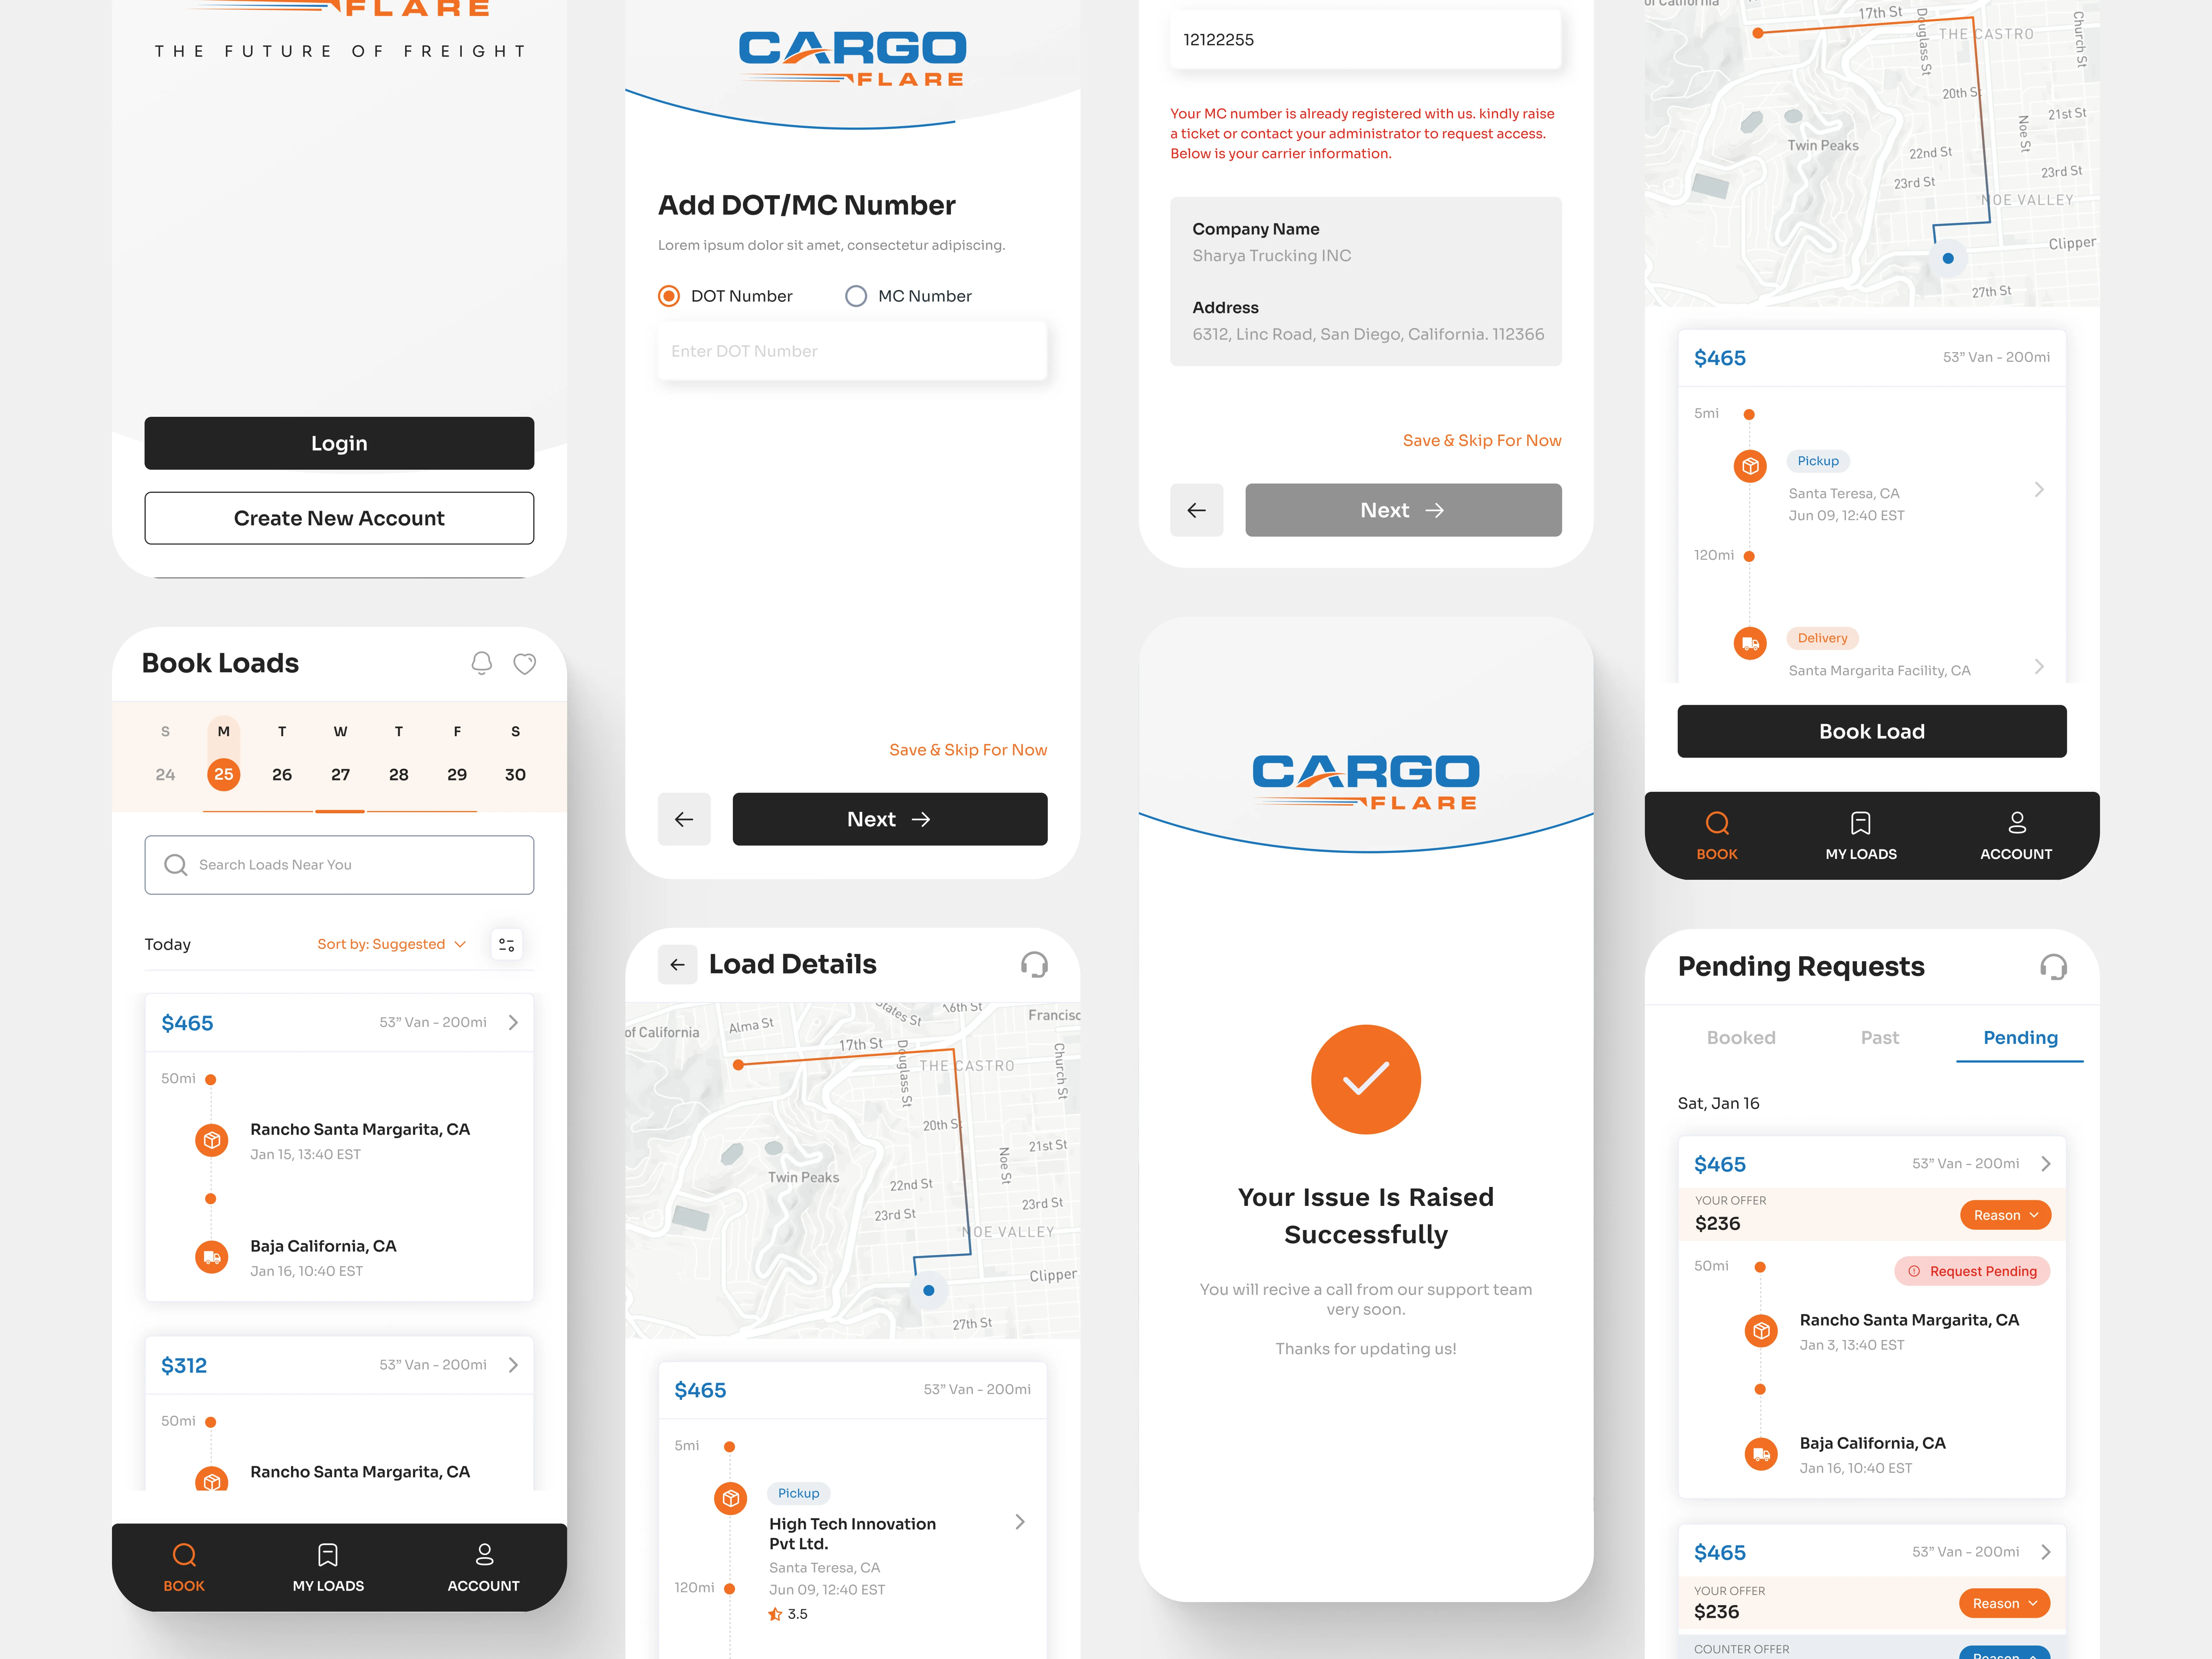 FLARE
THE FUTURE OF FREIGHT
Login
Create New Account
Book Loads
S M T W T F S
24 25 26 27 28 29 30
Search Loads Near You
Today
Sort by: Suggested
$465
53” Van - 200mi
50mi
Rancho Santa Margarita, CA
Jan 15, 13:40 EST
Baja California, CA
Jan 16, 10:40 EST
$312
53” Van - 200mi
50mi
Rancho Santa Margarita, CA
BOOK
MY LOADS
ACCOUNT
CARGO
FLARE
Add DOT/MC Number
Lorem ipsum dolor sit amet, consectetur adipiscing.
DOT Number
MC Number
Enter DOT Number
Save & Skip For Now
Next
Load Details
of California
Alma St
16th St
Francisc
17th St
Douglass St
THE CASTRO
Church St
20th S
21st St
Noe St
Twin Peaks
22nd St
23rd St
23rd St
NOE VALLEY
Clipper
27th St
$465
53” Van - 200mi
5mi
Pickup
High Tech Innovation
Pvt Ltd.
Santa Teresa, CA
120mi
Jun 09, 12:40 EST
3.5
12122255
Your MC number is already registered with us. kindly raise
a ticket or contact your administrator to request access.
Below is your carrier information.
Company Name
Sharya Trucking INC
Address
6312, Linc Road, San Diego, California. 112366
Save & Skip For Now
Next
CARGO
FLARE
Your Issue Is Raised
Successfully
You will recive a call from our support team
very soon.
Thanks for updating us!
of California
17th St
Douglass St
THE CASTRO
Church St
20th S
21st St
Noe St
Twin Peaks
22nd St
23rd St
23rd St
NOE VALLEY
Clipper
27th St
$465
53” Van - 200mi
5mi
Pickup
Santa Teresa, CA
Jun 09, 12:40 EST
120mi
Delivery
Santa Margarita Facility, CA
Book Load
BOOK
MY LOADS
ACCOUNT
Pending Requests
Booked
Past
Pending
Sat, Jan 16
$465
53” Van - 200mi
YOUR OFFER
$236
Reason
50mi
Request Pending
Rancho Santa Margarita, CA
Jan 3, 13:40 EST
Baja California, CA
Jan 16, 10:40 EST
$465
53” Van - 200mi
YOUR OFFER
$236
Reason
COUNTER OFFER
Reason